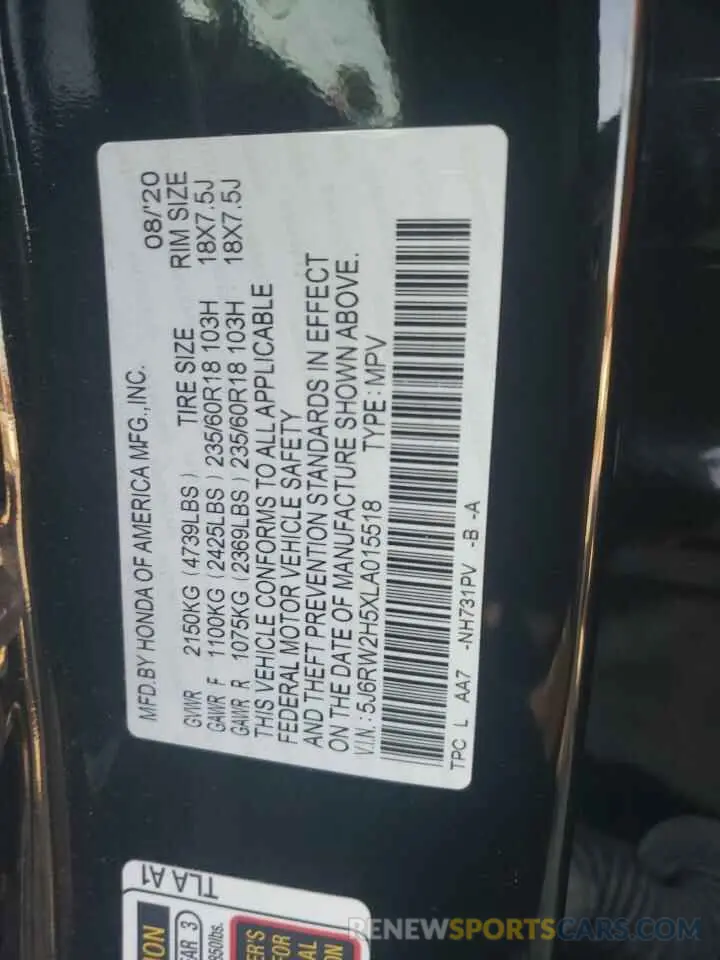 MFD.BY HONDA OF AMERICA MFG.,INC. 08/'20
GVWR 2150KG (4739LBS) TIRE SIZE RIM SIZE
GAWR F 1100KG (2425LBS) 235/60R18 103H 18X7.5J
GAWR R 1075KG (2369LBS) 235/60R18 103H 18X7.5J
THIS VEHICLE CONFORMS TO ALL APPLICABLE
FEDERAL MOTOR VEHICLE SAFETY
AND THEFT PREVENTION STANDARDS IN EFFECT
ON THE DATE OF MANUFACTURE SHOWN ABOVE.
V.I.N.: 5J6RW2H5XLA015518 TYPE: MPV
TPC L AA7 -NH731PV -B -A
TLA A1
RENEWSPORTSCARS.COM